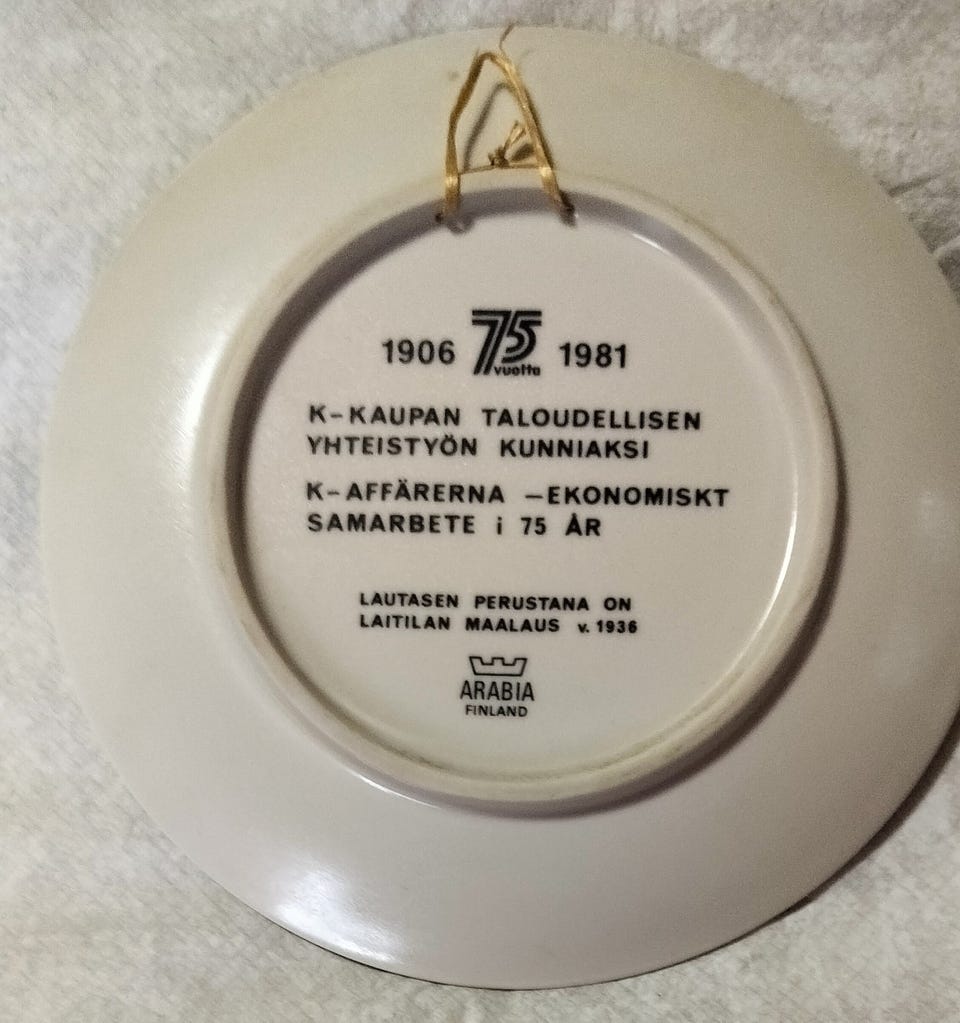 1906 75 vuotta 1981
K-KAUPAN TALOUDELLISEN
YHTEISTYÖN KUNNIAKSI
K-AFFÄRERNA -EKONOMISKT
SAMARBETE i 75 ÅR
LAUTASEN PERUSTANA ON
LAITILAN MAALAUS v. 1936
ARABIA
FINLAND